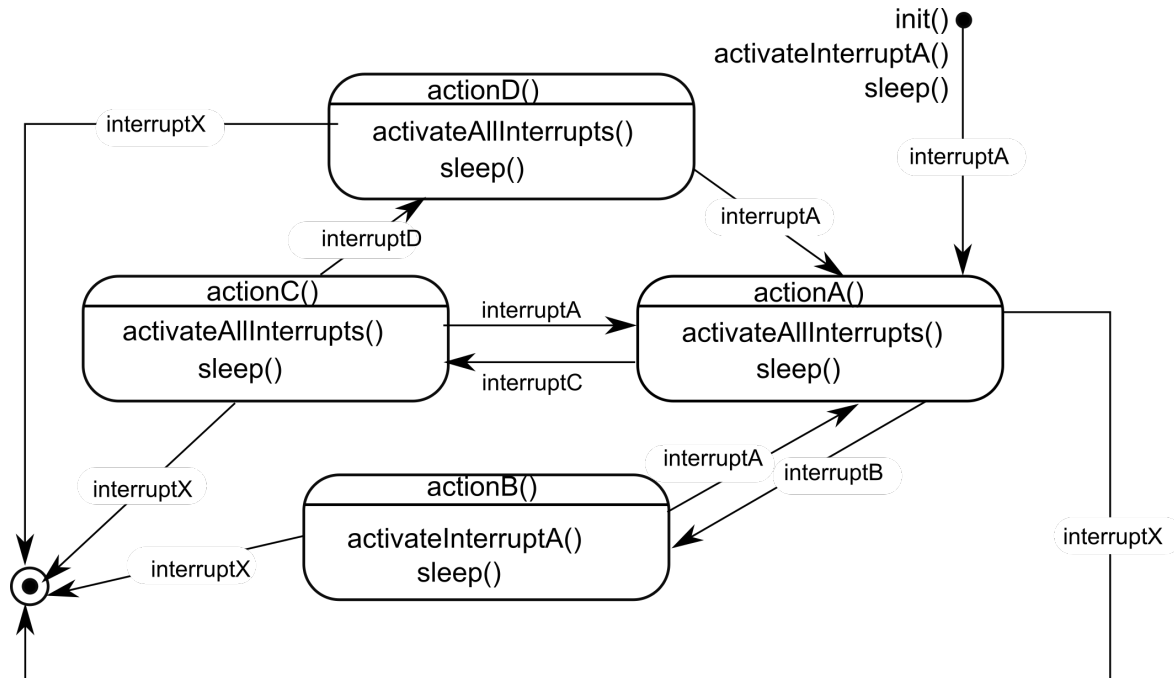 init()
activateInterruptA()
sleep()
actionD()
interruptX
activateAllInterrupts()
sleep()
interruptA
interruptA
interruptD
actionC()
actionA()
interruptA
activateAllInterrupts()
sleep()
activateAllInterrupts()
sleep()
interruptC
interruptA
interruptB
interruptX
actionB()
activateInterruptA()
sleep()
interruptX
interruptX